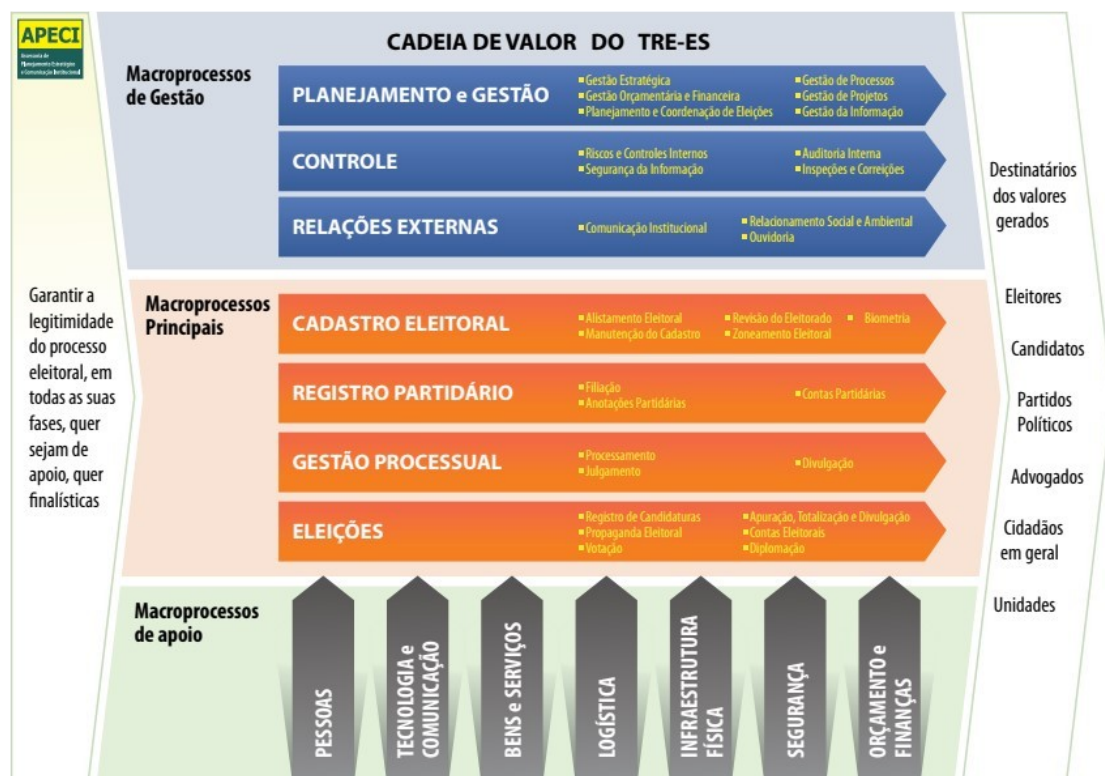 APECI
Assessoria de
Planejamento Estratégico
e Comunicação Institucional
CADEIA DE VALOR DO TRE-ES
Macroprocessos
de Gestão
PLANEJAMENTO e GESTÃO
Gestão Estratégica
Gestão Orçamentária e Financeira
Planejamento e Coordenação de Eleições
Gestão de Processos
Gestão de Projetos
Gestão da Informação
CONTROLE
Riscos e Controles Internos
Segurança da Informação
Auditoria Interna
Inspeções e Correições
RELAÇÕES EXTERNAS
Comunicação Institucional
Relacionamento Social e Ambiental
Ouvidoria
Garantir a
legitimidade
do processo
eleitoral, em
todas as suas
fases, quer
sejam de
apoio, quer
finalísticas
Macroprocessos
Principais
CADASTRO ELEITORAL
Alistamento Eleitoral
Manutenção do Cadastro
Revisão do Eleitorado
Zoneamento Eleitoral
Biometria
REGISTRO PARTIDÁRIO
Filiação
Anotações Partidárias
Contas Partidárias
GESTÃO PROCESSUAL
Processamento
Julgamento
Divulgação
ELEIÇÕES
Registro de Candidaturas
Propaganda Eleitoral
Votação
Apuração, Totalização e Divulgação
Contas Eleitorais
Diplomação
Macroprocessos
de apoio
PESSOAS
TECNOLOGIA e
COMUNICAÇÃO
BENS e SERVIÇOS
LOGÍSTICA
INFRAESTRUTURA
FÍSICA
SEGURANÇA
ORÇAMENTO e
FINANÇAS
Destinatários
dos valores
gerados
Eleitores
Candidatos
Partidos
Políticos
Advogados
Cidadãos
em geral
Unidades